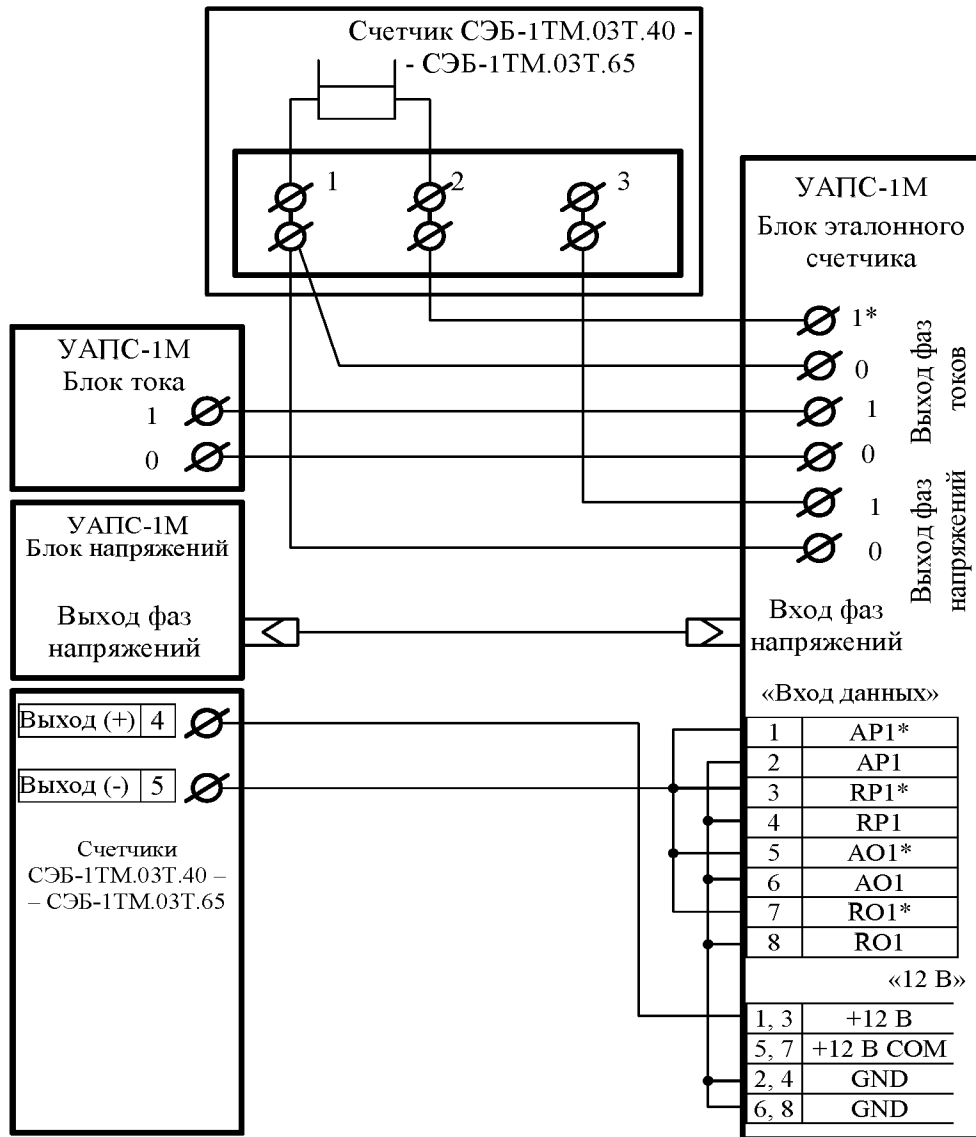 Счетчик СЭБ-1ТМ.03Т.40 -
- СЭБ-1ТМ.03Т.65
1
2
3
УАПС-1М
Блок эталонного
счетчика
1*
0
1
0
Выход фаз
токов
1
0
Выход фаз
напряжений
УАПС-1М
Блок тока
1
0
УАПС-1М
Блок напряжений
Выход фаз
напряжений
Вход фаз
напряжений
«Вход данных»
1 AP1*
2 AP1
3 RP1*
4 RP1
5 AO1*
6 AO1
7 RO1*
8 RO1
«12 В»
1, 3 +12 В
5, 7 +12 В COM
2, 4 GND
6, 8 GND
Выход (+) 4
Выход (-) 5
Счетчики
СЭБ-1ТМ.03Т.40 –
– СЭБ-1ТМ.03Т.65